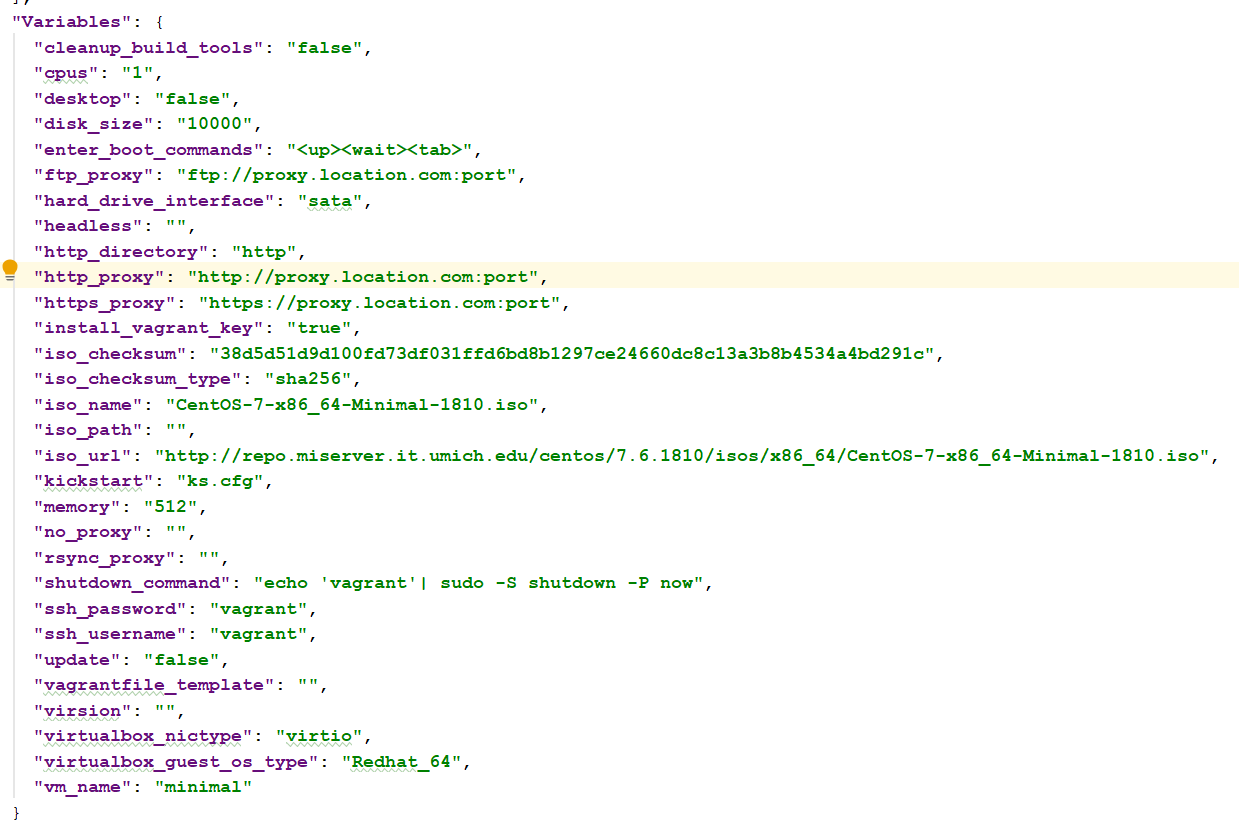 "Variables": {
"cleanup_build_tools": "false",
"cpus": "1",
"desktop": "false",
"disk_size": "10000",
"enter_boot_commands": "<up><wait><tab>",
"ftp_proxy": "ftp://proxy.location.com:port",
"hard_drive_interface": "sata",
"headless": "",
"http_directory": "http",
"http_proxy": "http://proxy.location.com:port",
"https_proxy": "https://proxy.location.com:port",
"install_vagrant_key": "true",
"iso_checksum": "38d5d51d9d100fd73df031ffd6bd8b1297ce24660dc8c13a3b8b4534a4bd291c",
"iso_checksum_type": "sha256",
"iso_name": "CentOS-7-x86_64-Minimal-1810.iso",
"iso_path": "",
"iso_url": "http://repo.miserver.it.umich.edu/centos/7.6.1810/isos/x86_64/CentOS-7-x86_64-Minimal-1810.iso",
"kickstart": "ks.cfg",
"memory": "512",
"no_proxy": "",
"rsync_proxy": "",
"shutdown_command": "echo 'vagrant'| sudo -S shutdown -P now",
"ssh_password": "vagrant",
"ssh_username": "vagrant",
"update": "false",
"vagrantfile_template": "",
"virsion": "",
"virtualbox_nictype": "virtio",
"virtualbox_guest_os_type": "Redhat_64",
"vm_name": "minimal"
}